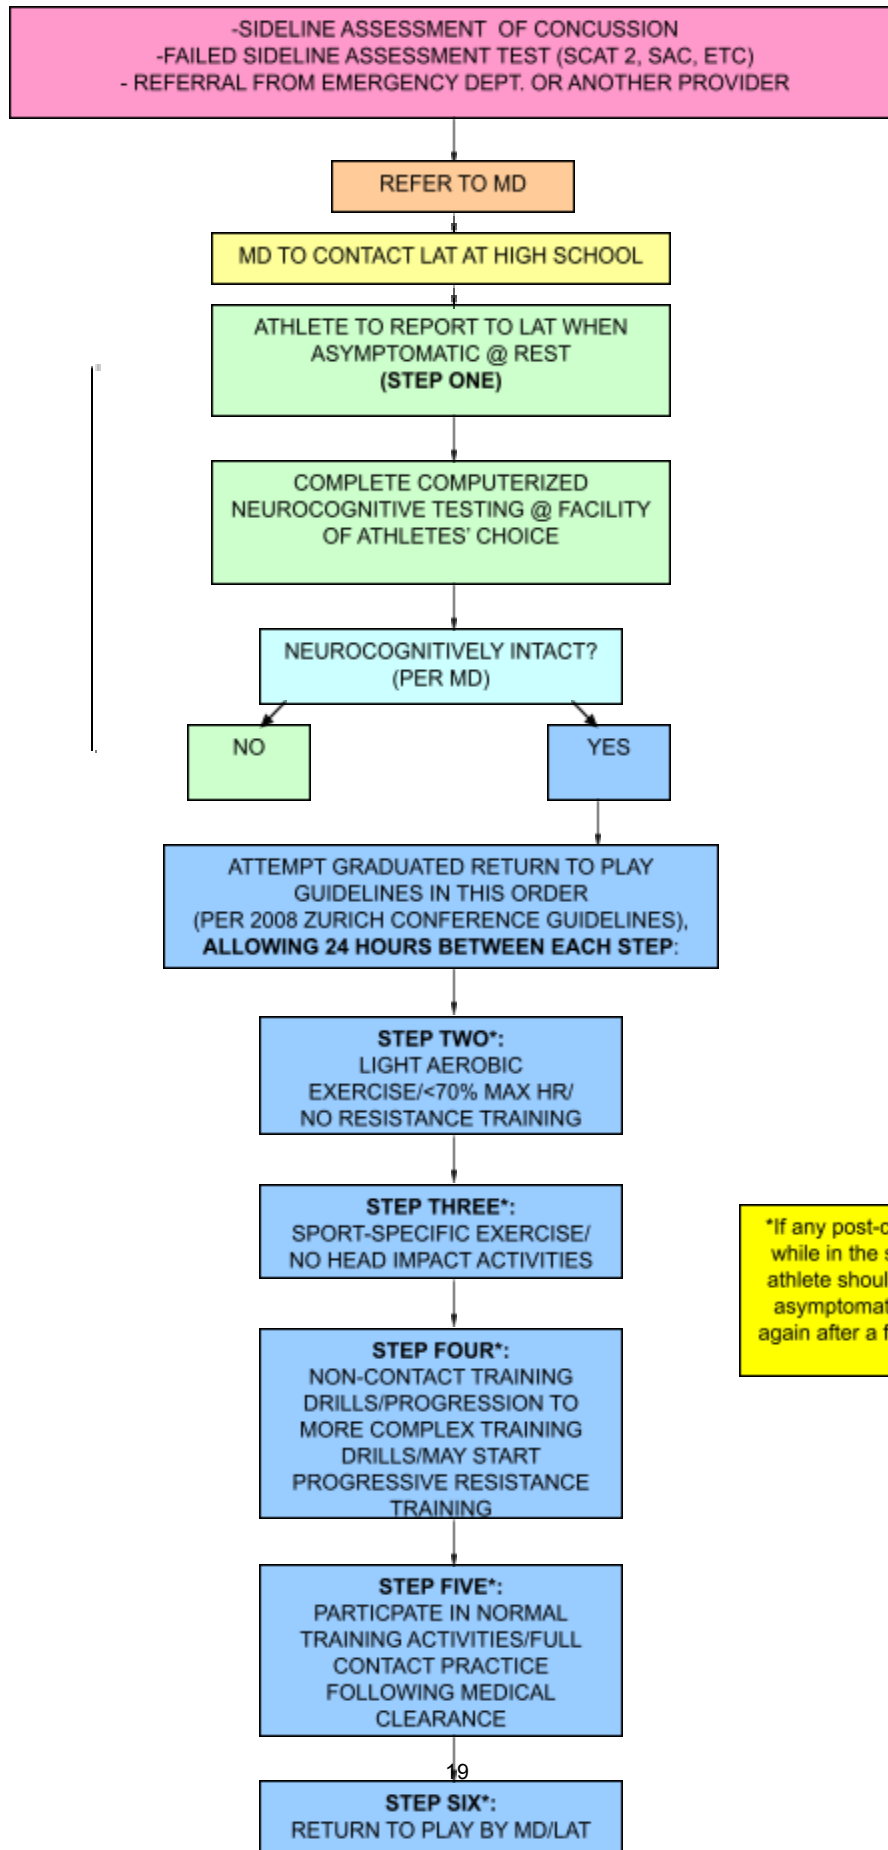 -SIDELINE ASSESSMENT OF CONCUSSION
-FAILED SIDELINE ASSESSMENT TEST (SCAT 2, SAC, ETC)
- REFERRAL FROM EMERGENCY DEPT. OR ANOTHER PROVIDER
REFER TO MD
MD TO CONTACT LAT AT HIGH SCHOOL
ATHLETE TO REPORT TO LAT WHEN
ASYMPTOMATIC @ REST
(STEP ONE)
COMPLETE COMPUTERIZED
NEUROCOGNITIVE TESTING @ FACILITY
OF ATHLETES' CHOICE
NEUROCOGNITIVELY INTACT?
(PER MD)
NO
YES
ATTEMPT GRADUATED RETURN TO PLAY
GUIDELINES IN THIS ORDER
(PER 2008 ZURICH CONFERENCE GUIDELINES),
ALLOWING 24 HOURS BETWEEN EACH STEP:
STEP TWO*:
LIGHT AEROBIC
EXERCISE/<70% MAX HR/
NO RESISTANCE TRAINING
STEP THREE*:
SPORT-SPECIFIC EXERCISE/
NO HEAD IMPACT ACTIVITIES
*If any post-c
while in the s
athlete shoul
asymptomat
again after a f
STEP FOUR*:
NON-CONTACT TRAINING
DRILLS/PROGRESSION TO
MORE COMPLEX TRAINING
DRILLS/MAY START
PROGRESSIVE RESISTANCE
TRAINING
STEP FIVE*:
PARTICPATE IN NORMAL
TRAINING ACTIVITIES/FULL
CONTACT PRACTICE
FOLLOWING MEDICAL
CLEARANCE
19
STEP SIX*:
RETURN TO PLAY BY MD/LAT